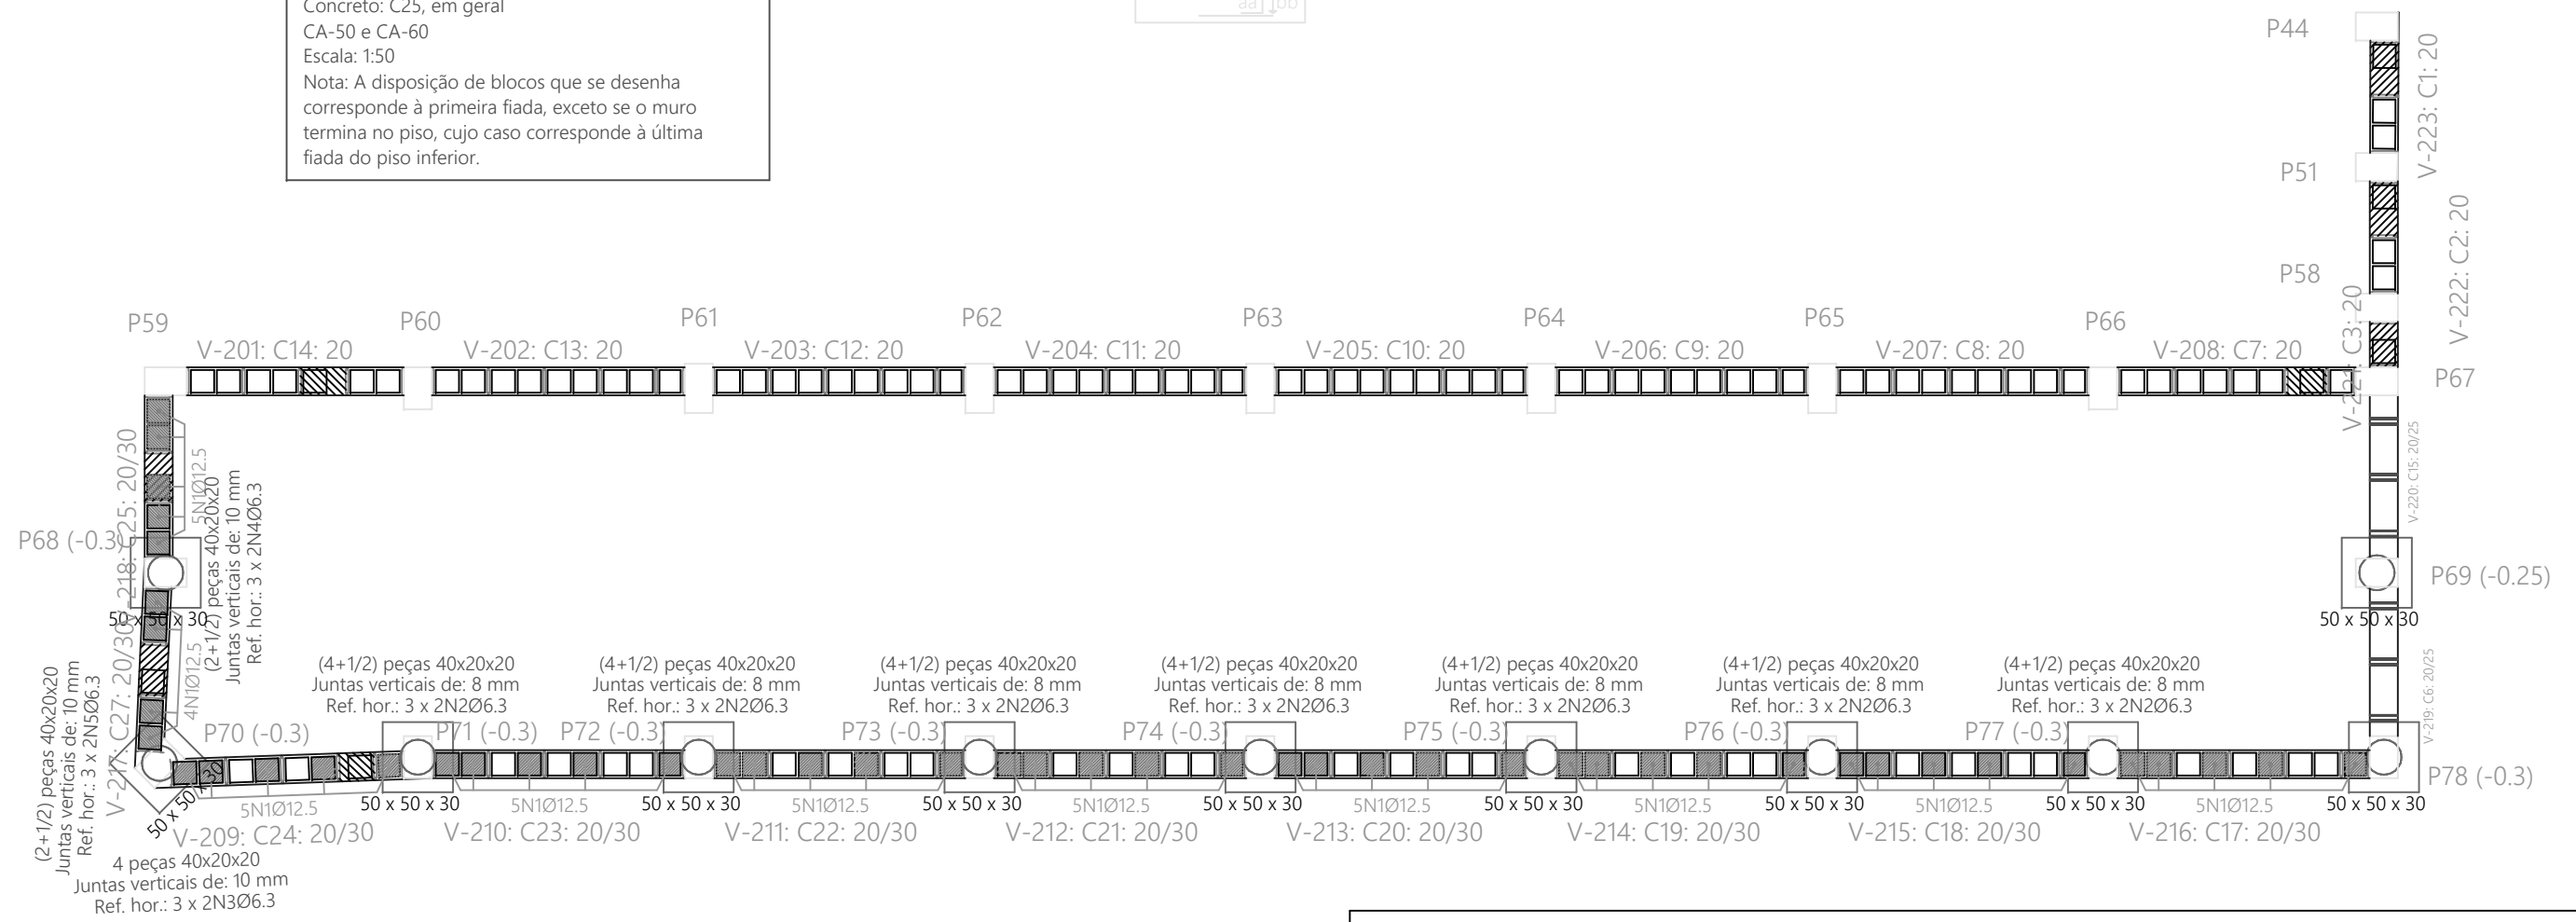 Concreto: C25, em geral
CA-50 e CA-60
Escala: 1:50
Nota: A disposição de blocos que se desenha
corresponde à primeira fiada, exceto se o muro
termina no piso, cujo caso corresponde à última
fiada do piso inferior.
aa bb
P44
V-223: C1: 20
P51
V-222: C2: 20
P58
V-221: C3: 20
P59
P60
P61
P62
P63
P64
P65
P66
V-201: C14: 20
V-202: C13: 20
V-203: C12: 20
V-204: C11: 20
V-205: C10: 20
V-206: C9: 20
V-207: C8: 20
V-208: C7: 20
P67
V-220: C15: 20/25
V-218: C25: 20/30
5N1Ø12.5
(2+1/2) peças 40x20x20
Juntas verticais de: 10 mm
Ref. hor.: 3 x 2N4Ø6.3
P68 (-0.3)
50 x 50 x 30
P69 (-0.25)
50 x 50 x 30
V-219: C6: 20/25
V-217: C27: 20/30
4N1Ø12.5
(2+1/2) peças 40x20x20
Juntas verticais de: 10 mm
Ref. hor.: 3 x 2N5Ø6.3
(4+1/2) peças 40x20x20
Juntas verticais de: 8 mm
Ref. hor.: 3 x 2N2Ø6.3
(4+1/2) peças 40x20x20
Juntas verticais de: 8 mm
Ref. hor.: 3 x 2N2Ø6.3
(4+1/2) peças 40x20x20
Juntas verticais de: 8 mm
Ref. hor.: 3 x 2N2Ø6.3
(4+1/2) peças 40x20x20
Juntas verticais de: 8 mm
Ref. hor.: 3 x 2N2Ø6.3
(4+1/2) peças 40x20x20
Juntas verticais de: 8 mm
Ref. hor.: 3 x 2N2Ø6.3
(4+1/2) peças 40x20x20
Juntas verticais de: 8 mm
Ref. hor.: 3 x 2N2Ø6.3
(4+1/2) peças 40x20x20
Juntas verticais de: 8 mm
Ref. hor.: 3 x 2N2Ø6.3
P70 (-0.3)
P71 (-0.3)
P72 (-0.3)
P73 (-0.3)
P74 (-0.3)
P75 (-0.3)
P76 (-0.3)
P77 (-0.3)
P78 (-0.3)
50 x 50 x 30
5N1Ø12.5
50 x 50 x 30
5N1Ø12.5
50 x 50 x 30
5N1Ø12.5
50 x 50 x 30
5N1Ø12.5
50 x 50 x 30
5N1Ø12.5
50 x 50 x 30
5N1Ø12.5
50 x 50 x 30
5N1Ø12.5
50 x 50 x 30
5N1Ø12.5
50 x 50 x 30
V-209: C24: 20/30
V-210: C23: 20/30
V-211: C22: 20/30
V-212: C21: 20/30
V-213: C20: 20/30
V-214: C19: 20/30
V-215: C18: 20/30
V-216: C17: 20/30
4 peças 40x20x20
Juntas verticais de: 10 mm
Ref. hor.: 3 x 2N3Ø6.3